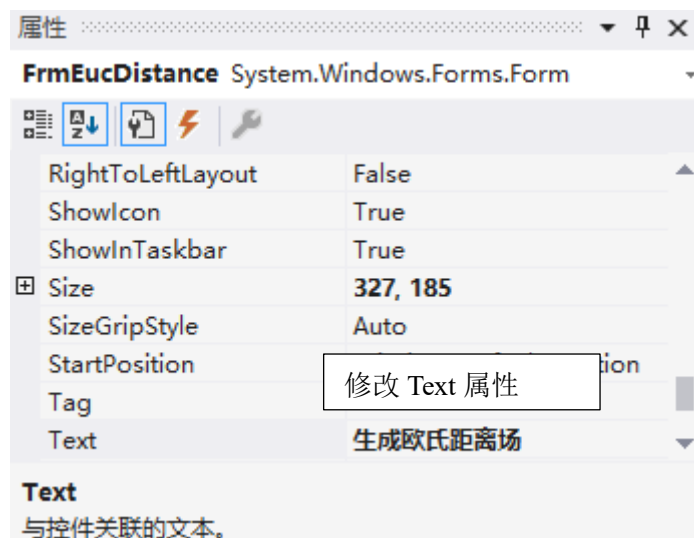 属性
FrmEucDistance System.Windows.Forms.Form
RightToLeftLayout False
ShowIcon True
ShowInTaskbar True
Size 327, 185
SizeGripStyle Auto
StartPosition
修改 Text 属性
Tag
Text 生成欧氏距离场
Text
与控件关联的文本。